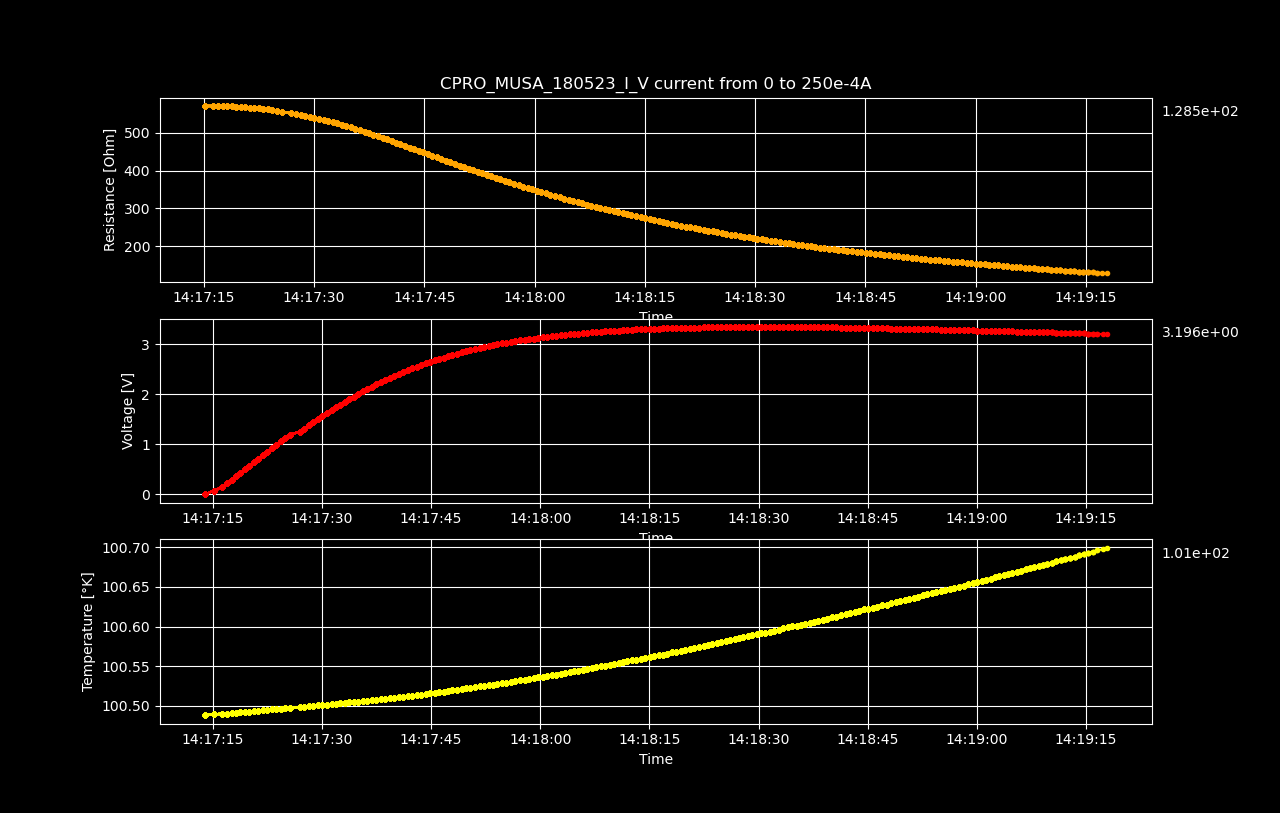 CPRO_MUSA_180523_I_V current from 0 to 250e-4A
1.285e+02
Resistance [Ohm]
500
400
300
200
14:17:15 14:17:30 14:17:45 14:18:00 14:18:15 14:18:30 14:18:45 14:19:00 14:19:15
Time
3.196e+00
Voltage [V]
3
2
1
0
14:17:15 14:17:30 14:17:45 14:18:00 14:18:15 14:18:30 14:18:45 14:19:00 14:19:15
Time
1.01e+02
Temperature [°K]
100.70
100.65
100.60
100.55
100.50
14:17:15 14:17:30 14:17:45 14:18:00 14:18:15 14:18:30 14:18:45 14:19:00 14:19:15
Time